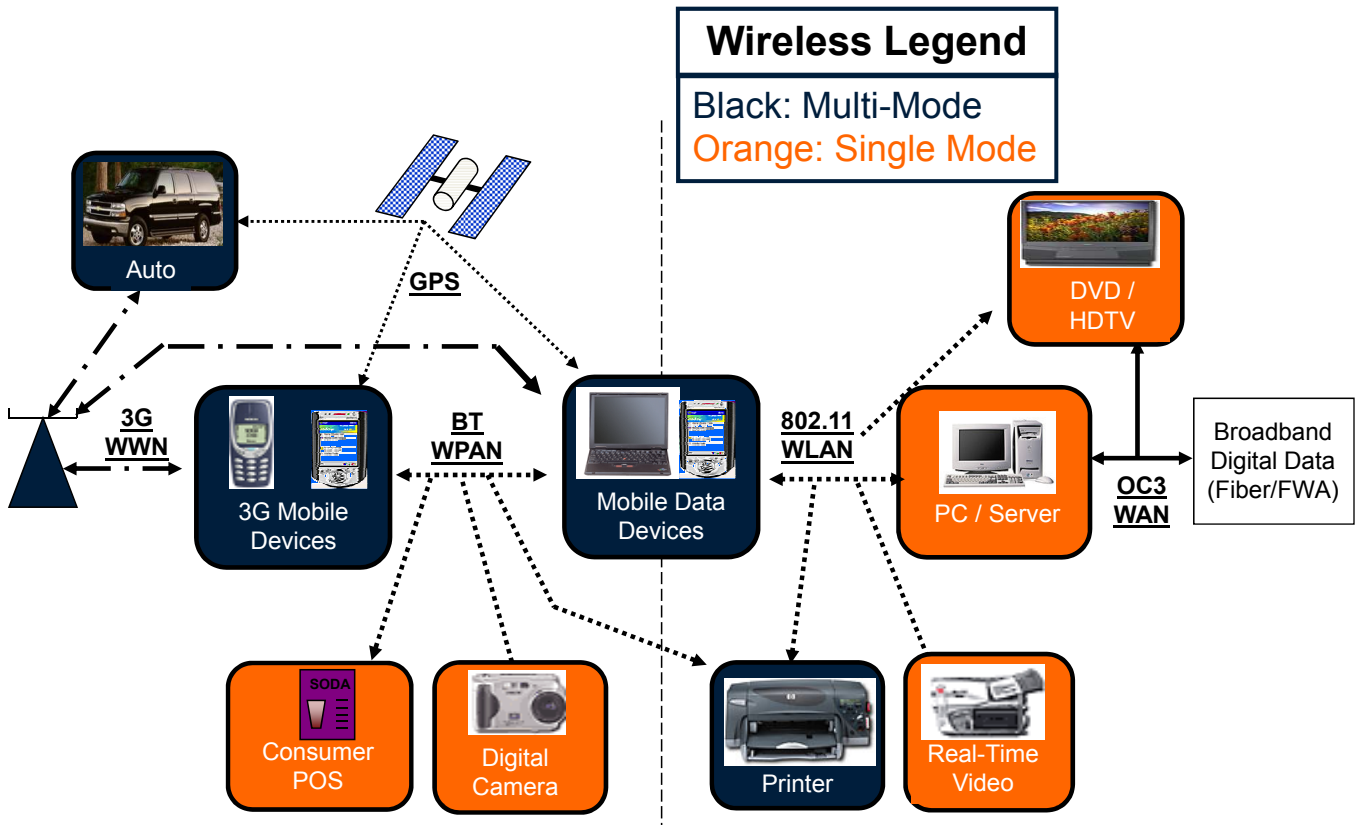 Wireless Legend
Black: Multi-Mode
Orange: Single Mode
Auto
GPS
DVD /
HDTV
3G
WWN
3G Mobile
Devices
BT
WPAN
Mobile Data
Devices
802.11
WLAN
PC / Server
OC3
WAN
Broadband
Digital Data
(Fiber/FWA)
SODA
Consumer
POS
Digital
Camera
Printer
Real-Time
Video